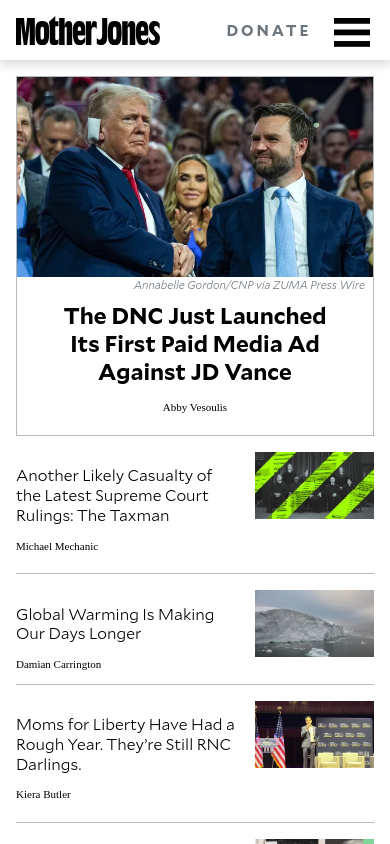 Mother Jones
DONATE
Annabelle Gordon/CNP via ZUMA Press Wire
The DNC Just Launched
Its First Paid Media Ad
Against JD Vance
Abby Vesoulis
Another Likely Casualty of
the Latest Supreme Court
Rulings: The Taxman
Michael Mechanic
Global Warming Is Making
Our Days Longer
Damian Carrington
Moms for Liberty Have Had a
Rough Year. They’re Still RNC
Darlings.
Kiera Butler